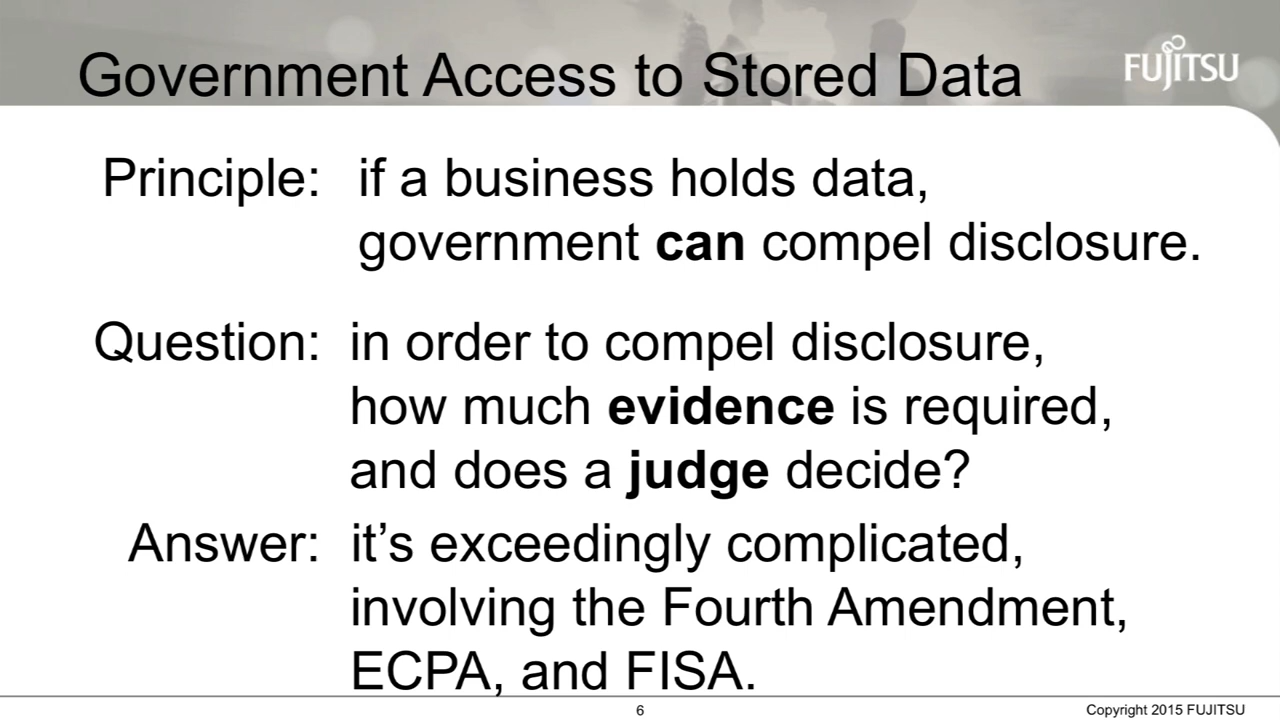 Government Access to Stored Data
FUJITSU
Principle: if a business holds data,
government can compel disclosure.
Question: in order to compel disclosure,
how much evidence is required,
and does a judge decide?
Answer: it’s exceedingly complicated,
involving the Fourth Amendment,
ECPA, and FISA.
6
Copyright 2015 FUJITSU